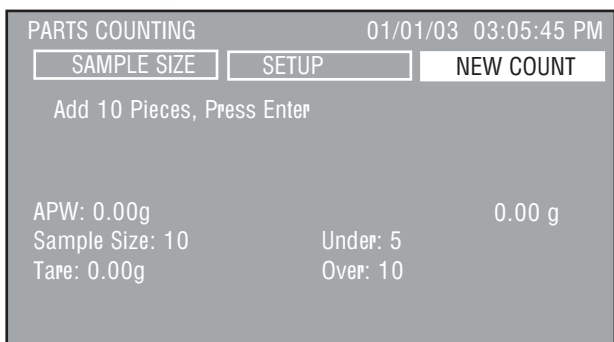 PARTS COUNTING 01/01/03 03:05:45 PM
SAMPLE SIZE SETUP NEW COUNT
Add 10 Pieces, Press Enter
APW: 0.00g 0.00 g
Sample Size: 10 Under: 5
Tare: 0.00g Over: 10